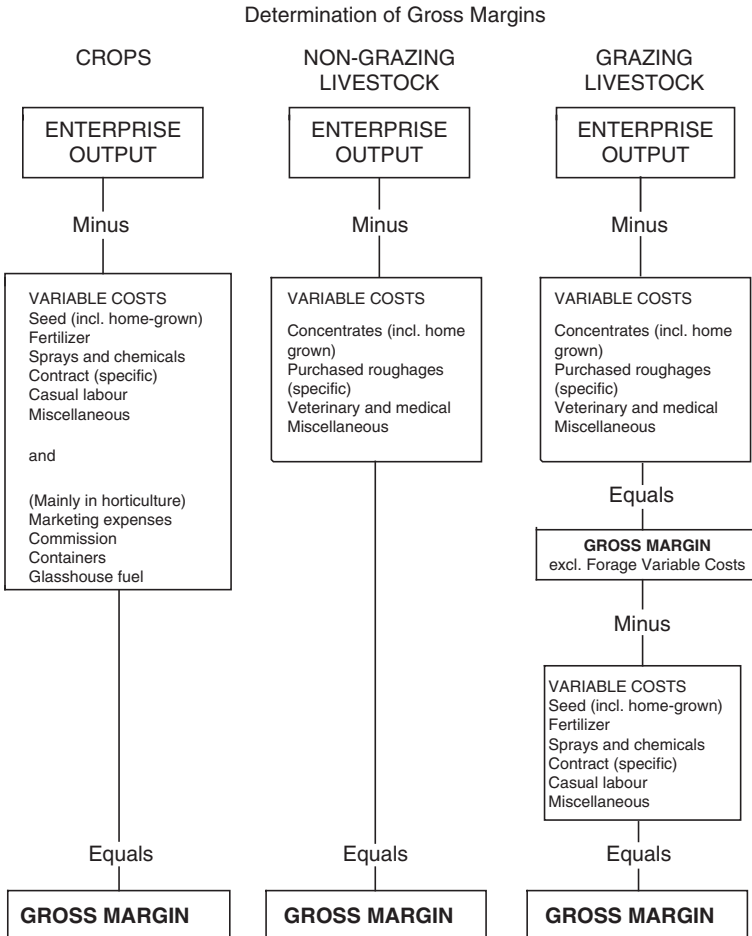 Determination of Gross Margins
CROPS
ENTERPRISE
OUTPUT
Minus
VARIABLE COSTS
Seed (incl. home-grown)
Fertilizer
Sprays and chemicals
Contract (specific)
Casual labour
Miscellaneous
and
(Mainly in horticulture)
Marketing expenses
Commission
Containers
Glasshouse fuel
Equals
GROSS MARGIN
NON-GRAZING
LIVESTOCK
ENTERPRISE
OUTPUT
Minus
VARIABLE COSTS
Concentrates (incl. home
grown)
Purchased roughages
(specific)
Veterinary and medical
Miscellaneous
Equals
GROSS MARGIN
GRAZING
LIVESTOCK
ENTERPRISE
OUTPUT
Minus
VARIABLE COSTS
Concentrates (incl. home
grown)
Purchased roughages
(specific)
Veterinary and medical
Miscellaneous
Equals
GROSS MARGIN
excl. Forage Variable Costs
Minus
VARIABLE COSTS
Seed (incl. home-grown)
Fertilizer
Sprays and chemicals
Contract (specific)
Casual labour
Miscellaneous
Equals
GROSS MARGIN